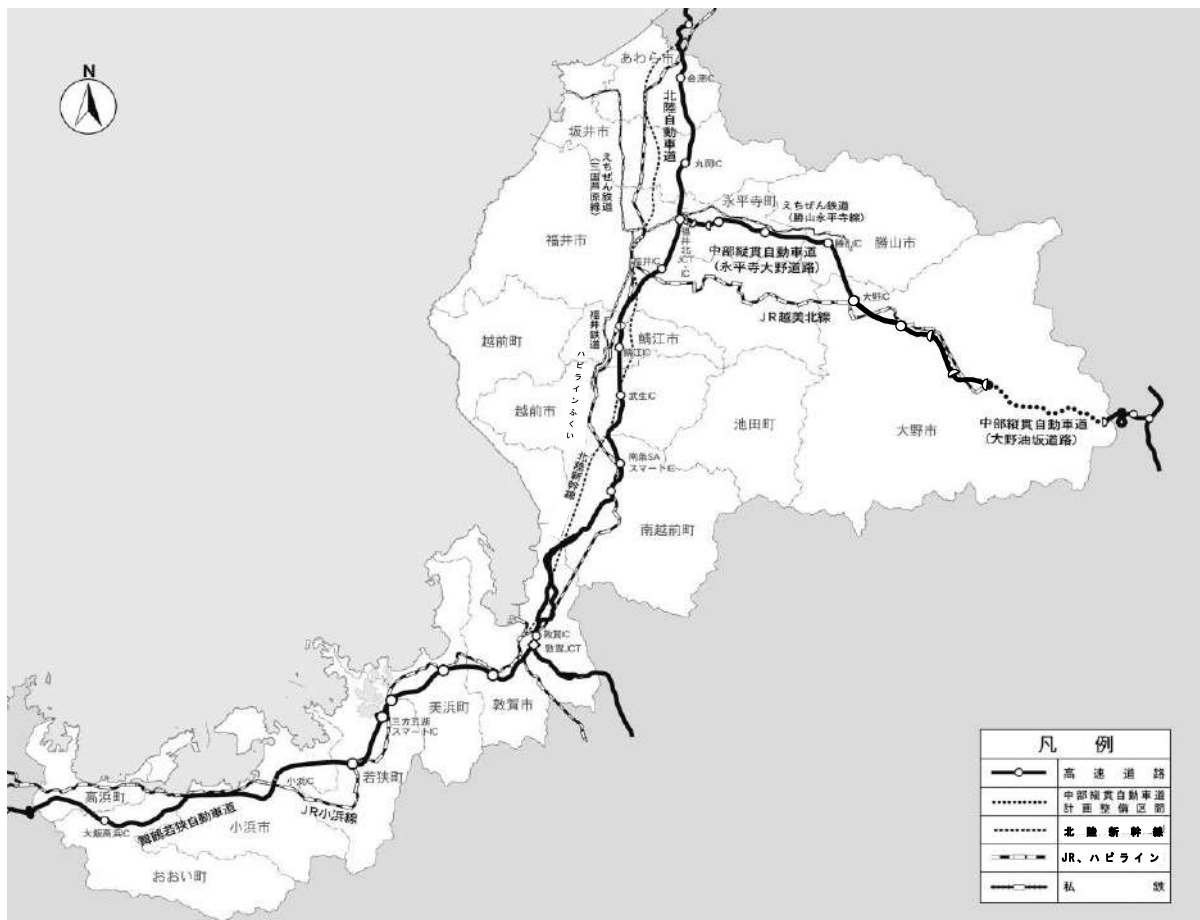 N
あわら市
金津IC
北陸自動車道
坂井市
丸岡IC
えちぜん鉄道
(三国芦原線)
永平寺町
えちぜん鉄道
(勝山永平寺線)
福井市
福井北
JCT・IC
勝山IC
勝山市
中部縦貫自動車道
(永平寺大野道路)
福井IC
大野IC
JR越美北線
福井鉄道
鯖江市
越前町
鯖江IC
ハピラインふくい
武生IC
越前市
池田町
大野市
中部縦貫自動車道
(大野油坂道路)
北陸新幹線
南条SA
スマートIC
南越前町
敦賀IC
敦賀JCT
美浜町
敦賀市
三方五湖
スマートIC
若狭町
小浜IC
高浜町
JR小浜線
大飯高浜IC
舞鶴若狭自動車道
小浜市
おおい町
凡例
高速道路
中部縦貫自動車道
計画整備区間
北陸新幹線
JR、ハピライン
私鉄